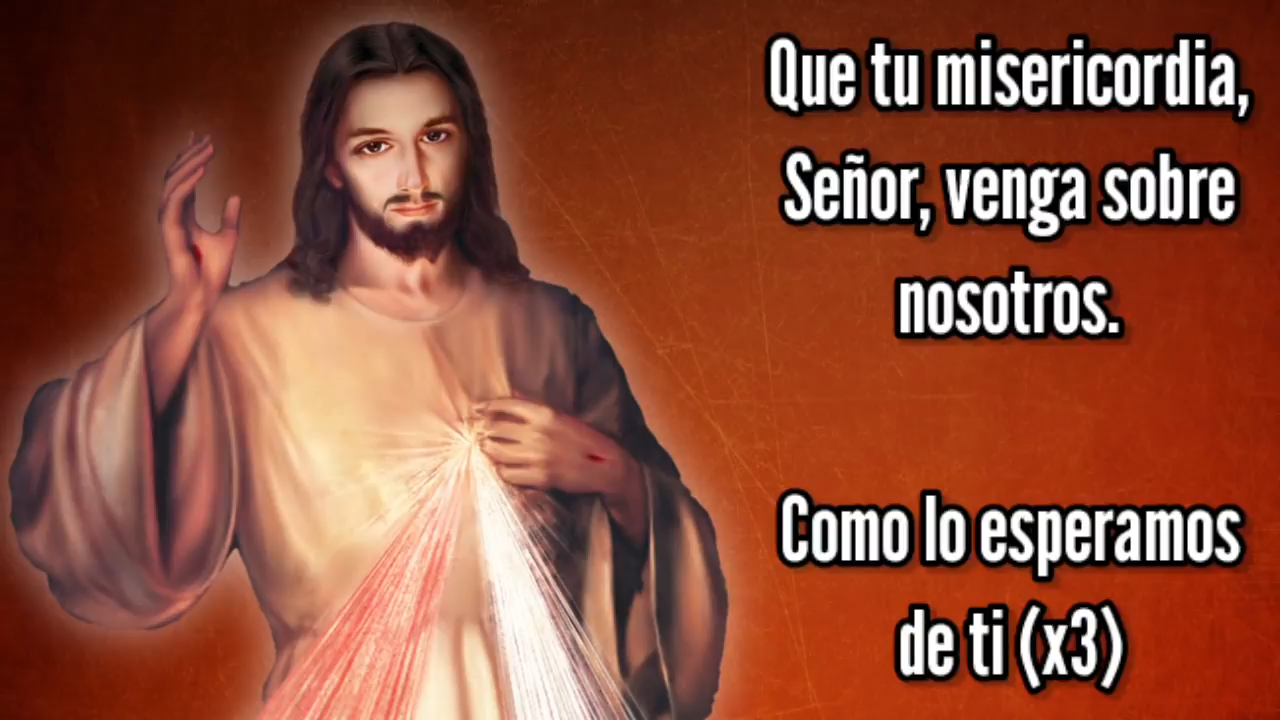 Que tu misericordia,
Señor, venga sobre
nosotros.
Como lo esperamos
de ti (x3)